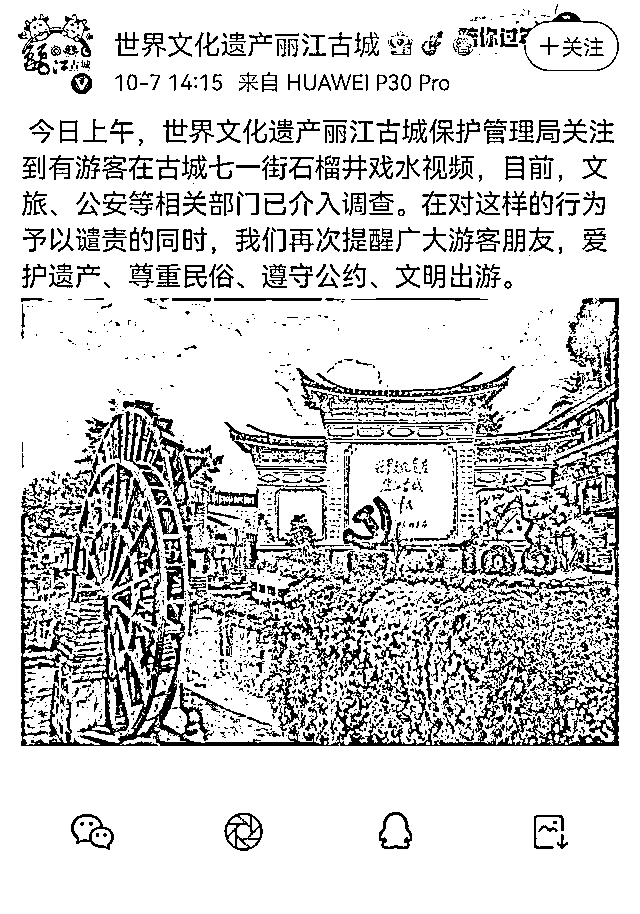 世界文化遗产丽江古城
+关注
10-7 14:15 来自 HUAWEI P30 Pro
今日上午，世界文化遗产丽江古城保护管理局关注
到有游客在古城七一街石榴井戏水视频，目前，文
旅、公安等相关部门已介入调查。在对这样的行为
予以谴责的同时，我们再次提醒广大游客朋友，爱
护遗产、尊重民俗、遵守公约、文明出游。